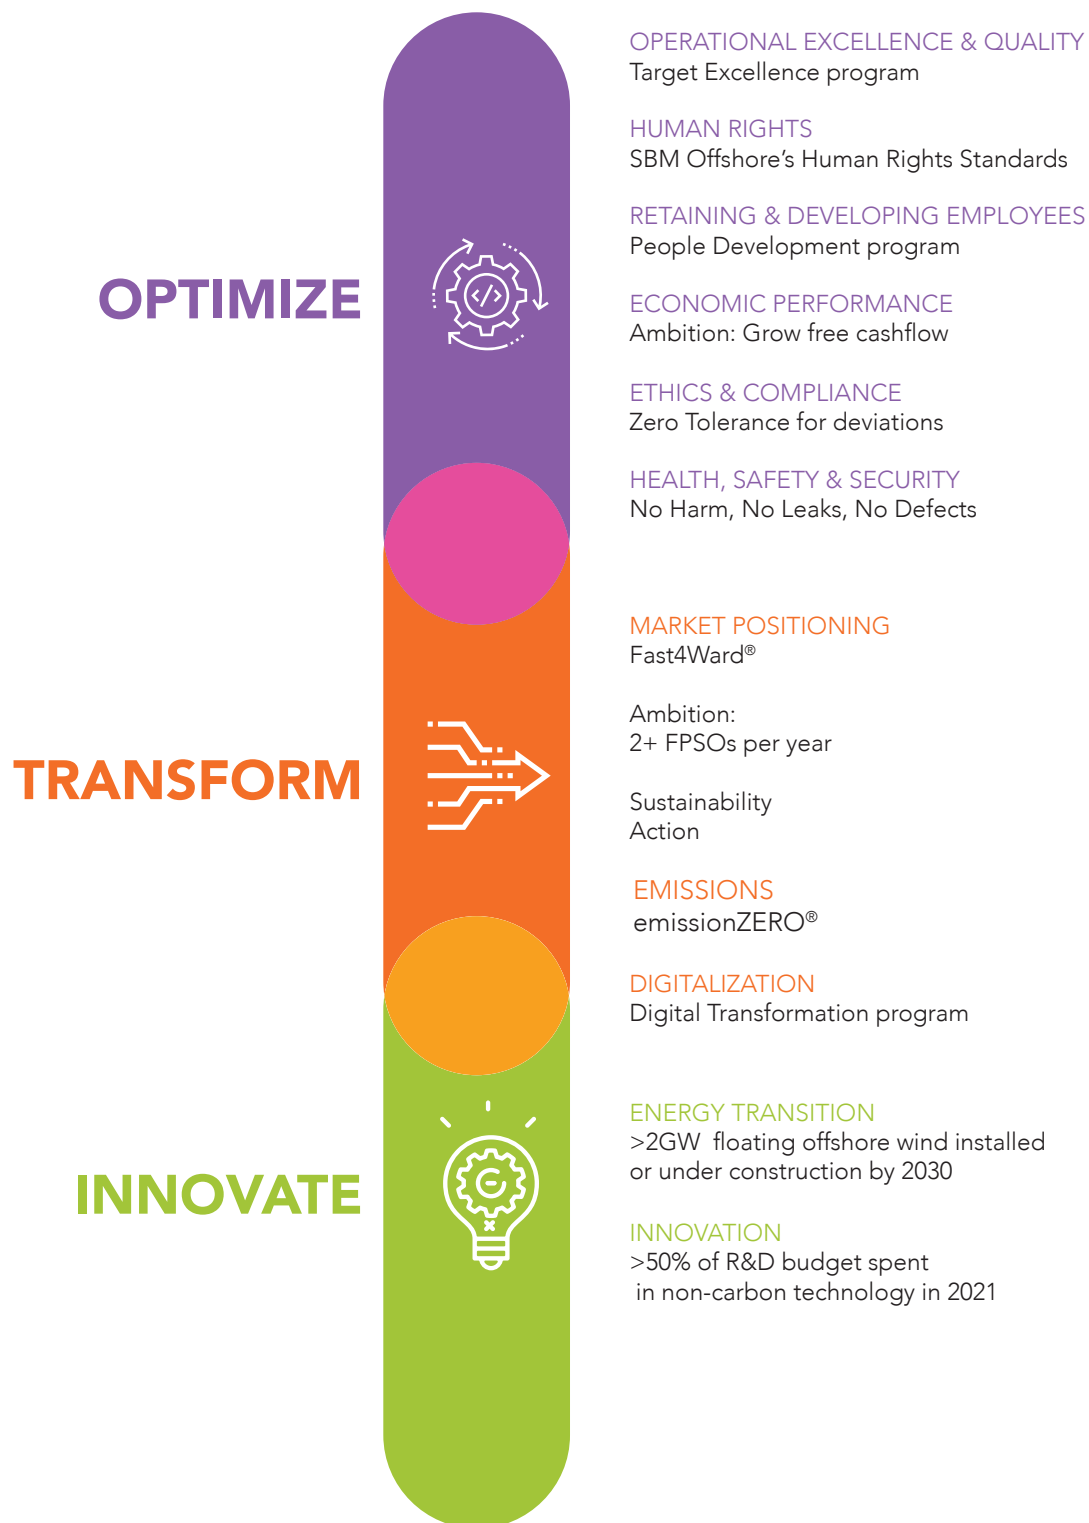 OPTIMIZE
OPERATIONAL EXCELLENCE & QUALITY
Target Excellence program
HUMAN RIGHTS
SBM Offshore's Human Rights Standards
RETAINING & DEVELOPING EMPLOYEES
People Development program
ECONOMIC PERFORMANCE
Ambition: Grow free cashflow
ETHICS & COMPLIANCE
Zero Tolerance for deviations
HEALTH, SAFETY & SECURITY
No Harm, No Leaks, No Defects
TRANSFORM
MARKET POSITIONING
Fast4Ward®
Ambition:
2+ FPSOs per year
Sustainability
Action
EMISSIONS
emissionZERO®
DIGITALIZATION
Digital Transformation program
INNOVATE
ENERGY TRANSITION
>2GW floating offshore wind installed
or under construction by 2030
INNOVATION
>50% of R&D budget spent
in non-carbon technology in 2021